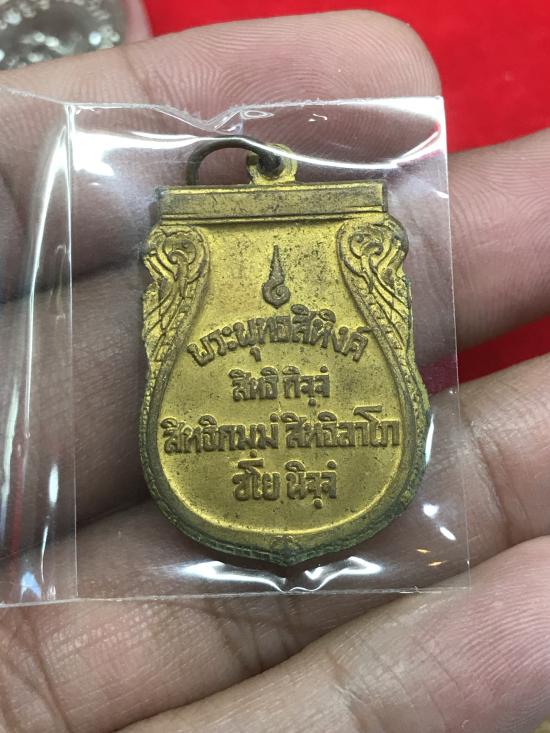 พระพุทธสิหิงค์
สิทธิ กิจฺจํ
สิทธิกมฺมํ สิทธิลาโภ
ชโย นิจฺจํ